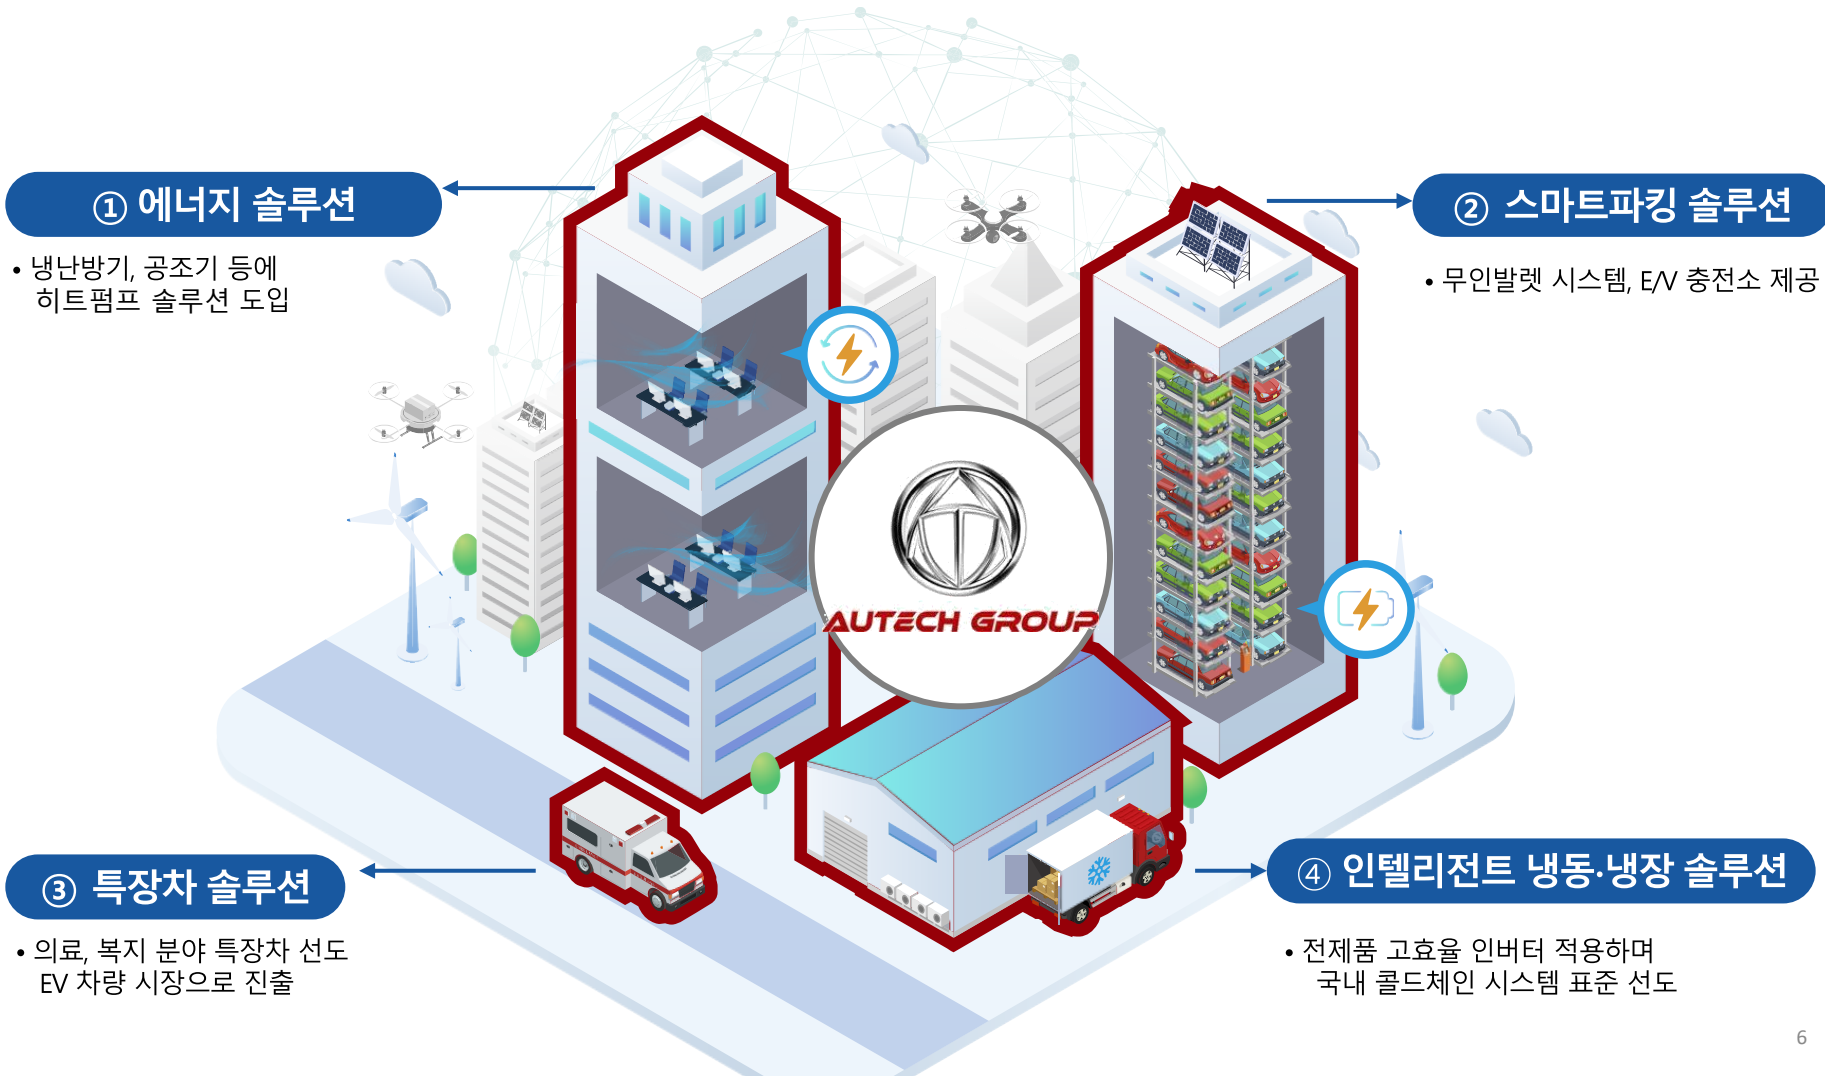 ① 에너지 솔루션
• 냉난방기, 공조기 등에
히트펌프 솔루션 도입
② 스마트파킹 솔루션
• 무인발렛 시스템, E/V 충전소 제공
AUTECH GROUP
③ 특장차 솔루션
• 의료, 복지 분야 특장차 선도
EV 차량 시장으로 진출
④ 인텔리전트 냉동·냉장 솔루션
• 전제품 고효율 인버터 적용하며
국내 콜드체인 시스템 표준 선도
6